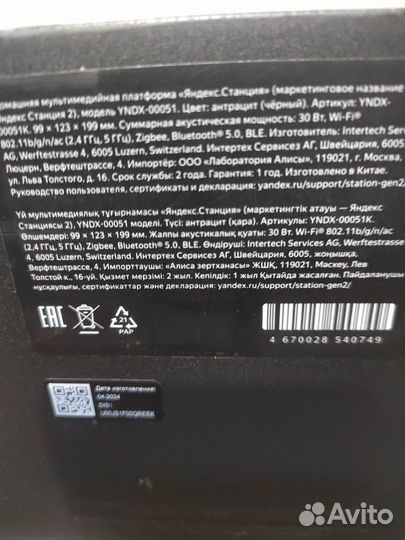 омашняя мультимедийная платформа «Яндекс.Станция» (маркетинговое название
ндекс Станция 2), модель YNDX-00051. Цвет: антрацит (чёрный). Артикул: YNDX-
00051K. 99 × 123 × 199 мм. Суммарная акустическая мощность: 30 Вт, Wi-Fi®
802.11b/g/n/ac (2,4 ГГц, 5 ГГц), Zigbee, Bluetooth® 5.0, BLE. Изготовитель: Intertech Services
AG, Werftestrasse 4, 6005 Luzern, Switzerland. Интертех Сервисез АГ, Швейцария, 6005,
Люцерн, Верфтештрассе, 4. Импортёр: ООО «Лаборатория Алисы», 119021, г. Москва,
ул. Льва Толстого, д. 16. Срок службы: 2 года. Гарантия: 1 год. Изготовлено в Китае.
Руководство пользователя, сертификаты и декларация: yandex.ru/support/station-gen2/
Үй мультимедиялық тұғырнамасы «Яндекс.Станция» (маркетингтік атауы — Яндекс
Станциясы 2), YNDX-00051 моделі. Түсі: антрацит (қара). Артикулы: YNDX-00051K.
Өлшемдері: 99 × 123 × 199 мм. Жалпы акустикалық қуаты: 30 Вт, Wi-Fi® 802.11b/g/n/ac
(2,4 ГГц, 5 ГГц), Zigbee, Bluetooth® 5.0, BLE. Өндіруші: Intertech Services AG, Werftestrasse
4, 6005 Luzern, Switzerland. Интертех Сервисез АГ, Швейцария, 6005,
Верфтештрассе, 4. Импорттаушы: «Алиса зертханасы» ЖШҚ, 119021, Мәскеу, Лев
Толстой к., 16-үй. Қызмет мерзімі: 2 жыл. Кепілдік: 1 жыл Қытайда жасалған. Пайдаланушы
нұсқаулығы, сертификаттар және декларация: yandex.ru/support/station-gen2/
EAC
21
PAP
4 670028 540749
Дата изготовления:
04.2024
DID:
Avito